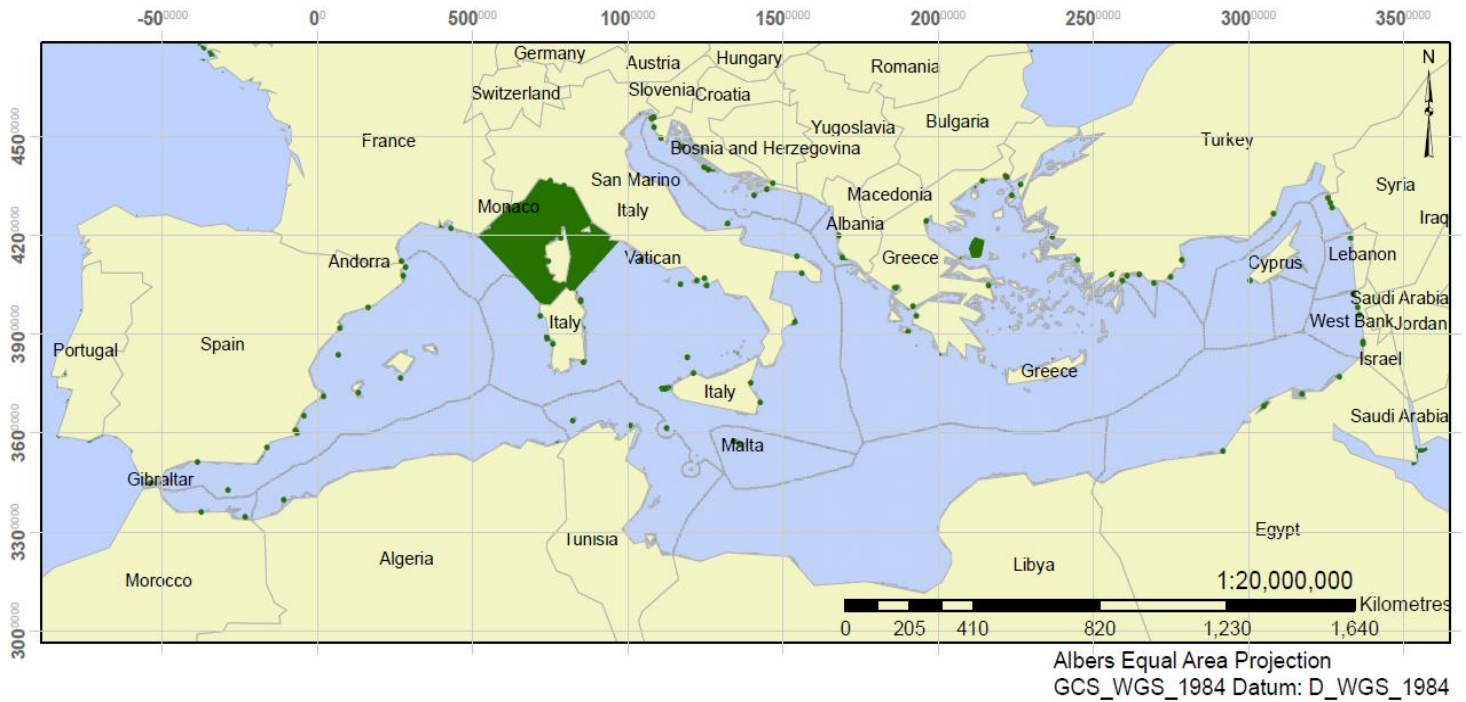 -500000 0⁰ 500000 1000000 1500000 2000000 2500000 3000000 3500000
Germany Austria Hungary Romania N
Switzerland Slovenia Croatia
France Yugoslavia Bulgaria Turkey
4500000 Bosnia and Herzegovina
San Marino Macedonia Syria
Monaco Italy Albania Iraq
4200000
Andorra Vatican Greece Cyprus Lebanon
Saudi Arabia
Portugal Spain Italy West Bank Jordan
3900000
Italy Greece Israel
Saudi Arabia
3600000
Gibraltar Malta
3300000
Tunisia Egypt
Morocco Algeria Libya
1:20,000,000
Kilometres
3000000
0 205 410 820 1,230 1,640
Albers Equal Area Projection
GCS_WGS_1984 Datum: D_WGS_1984